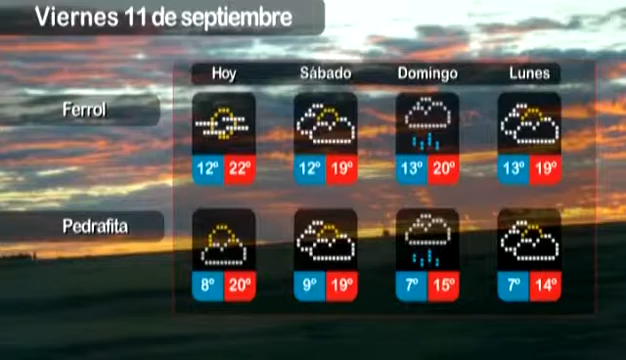 Viernes 11 de septiembre
Hoy Sábado Domingo Lunes
Ferrol
12º 22º 12º 19º 13º 20º 13º 19º
Pedrafita
8º 20º 9º 19º 7º 15º 7º 14º